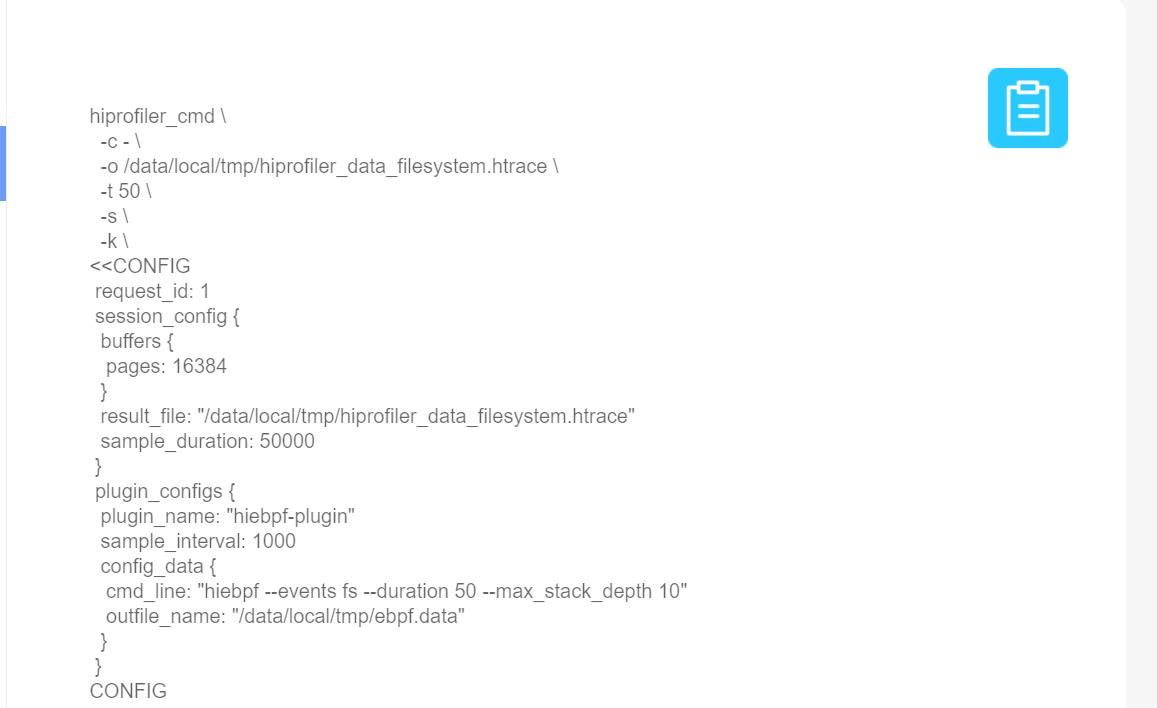 hiprofiler_cmd \
-c - \
-o /data/local/tmp/hiprofiler_data_filesystem.htrace \
-t 50 \
-s \
-k \
<<CONFIG
request_id: 1
session_config {
buffers {
pages: 16384
}
result_file: "/data/local/tmp/hiprofiler_data_filesystem.htrace"
sample_duration: 50000
}
plugin_configs {
plugin_name: "hiebpf-plugin"
sample_interval: 1000
config_data {
cmd_line: "hiebpf --events fs --duration 50 --max_stack_depth 10"
outfile_name: "/data/local/tmp/ebpf.data"
}
}
CONFIG